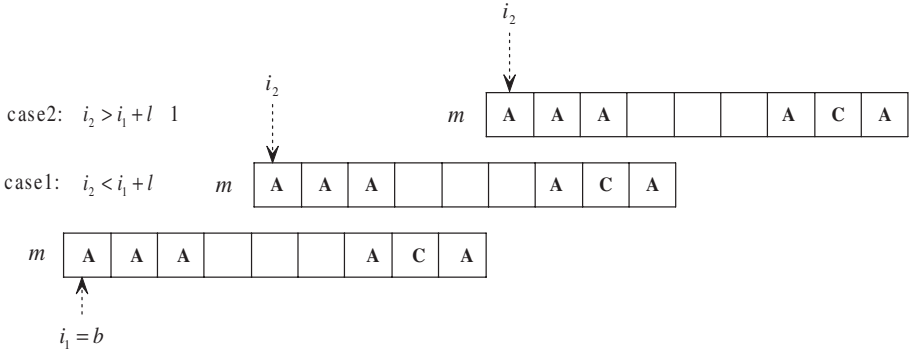 i₂
case2: i₂ > i₁ + l 1 m A A A A C A
i₂
case1: i₂ < i₁ + l m A A A A C A
m A A A A C A
i₁ = b